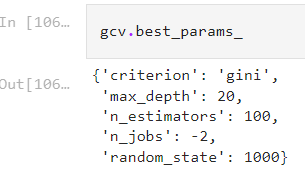 In [106…
gcv.best_params_
Out[106…
{'criterion': 'gini',
'max_depth': 20,
'n_estimators': 100,
'n_jobs': -2,
'random_state': 1000}